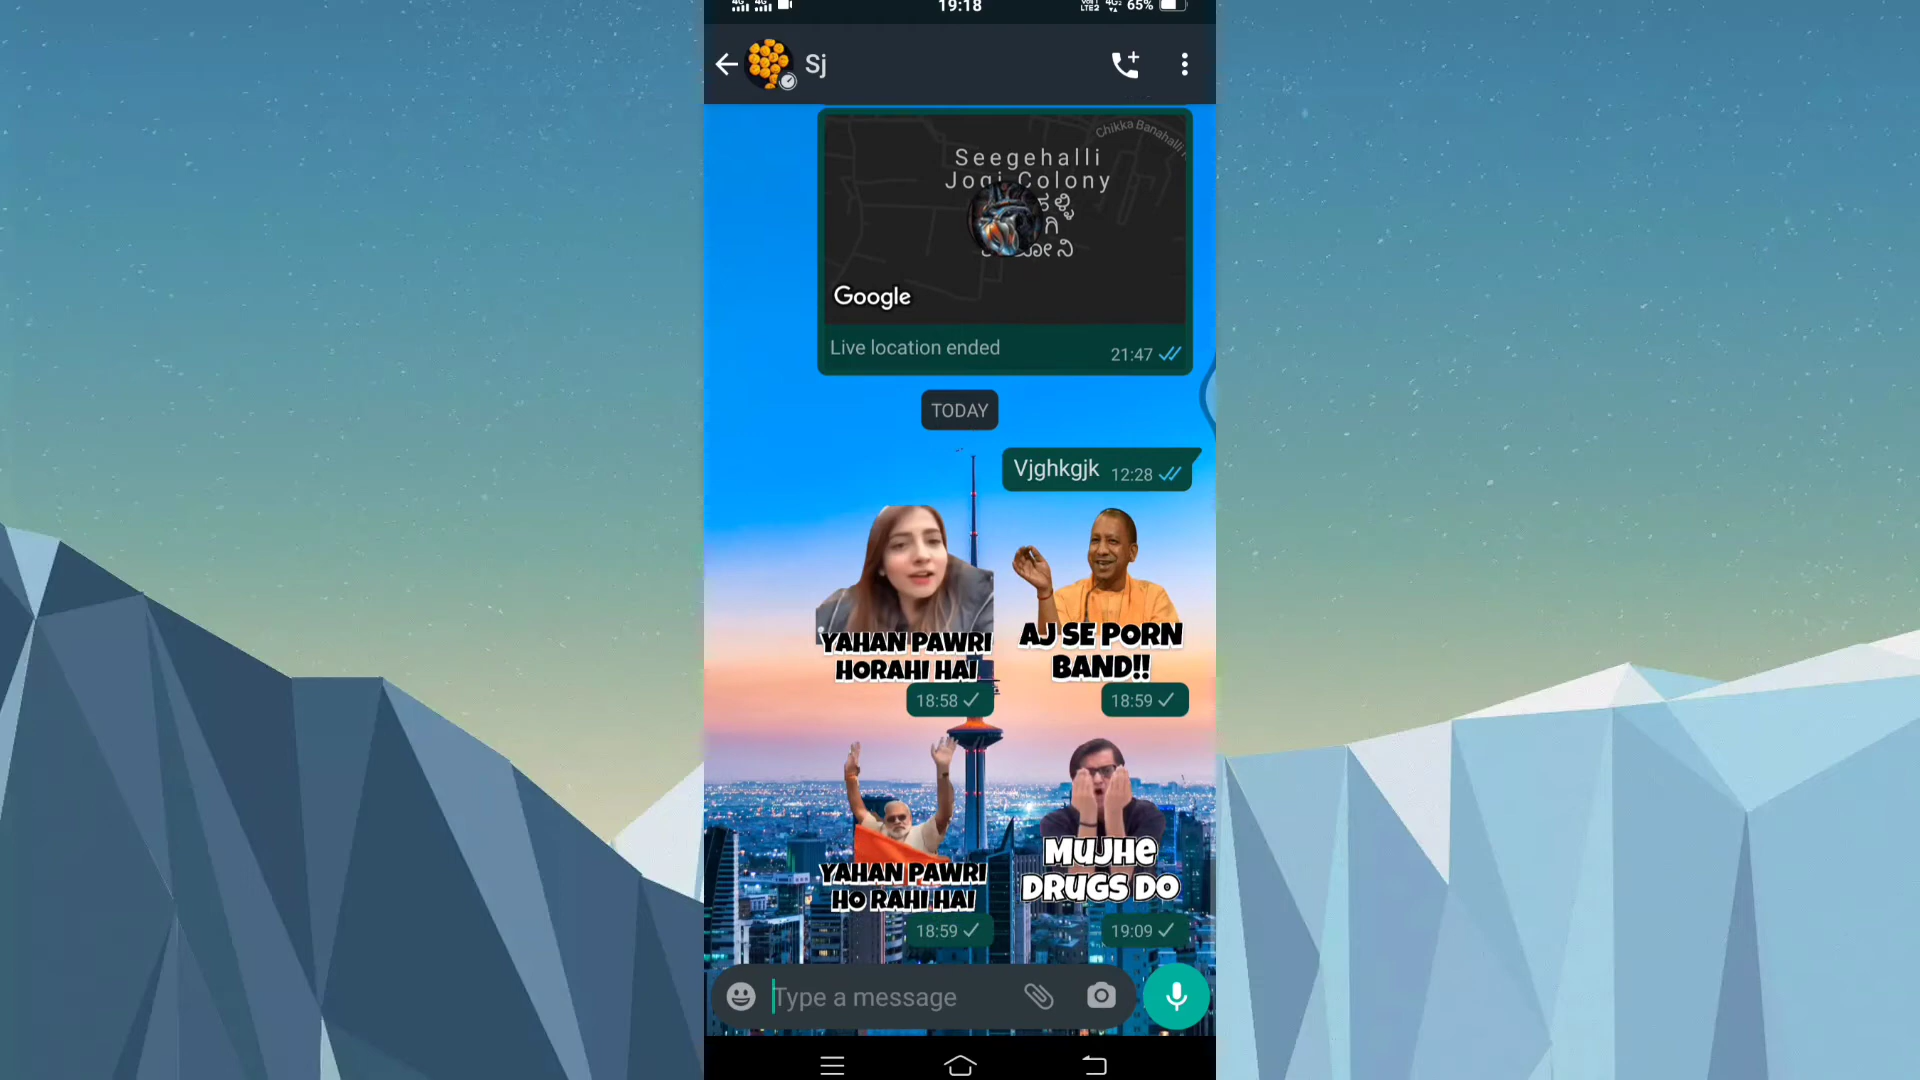 19:18
65%
Sj
Chikka Banahalli
Seegehalli
Jogi Colony
Google
Live location ended
21:47
TODAY
Vjghkgjk 12:28
YAHAN PAWRI
HORAHI HAI
18:58
AJ SE PORN
BAND!!
18:59
YAHAN PAWRI
HO RAHI HAI
18:59
MUJHE
DRUGS DO
19:09
Type a message